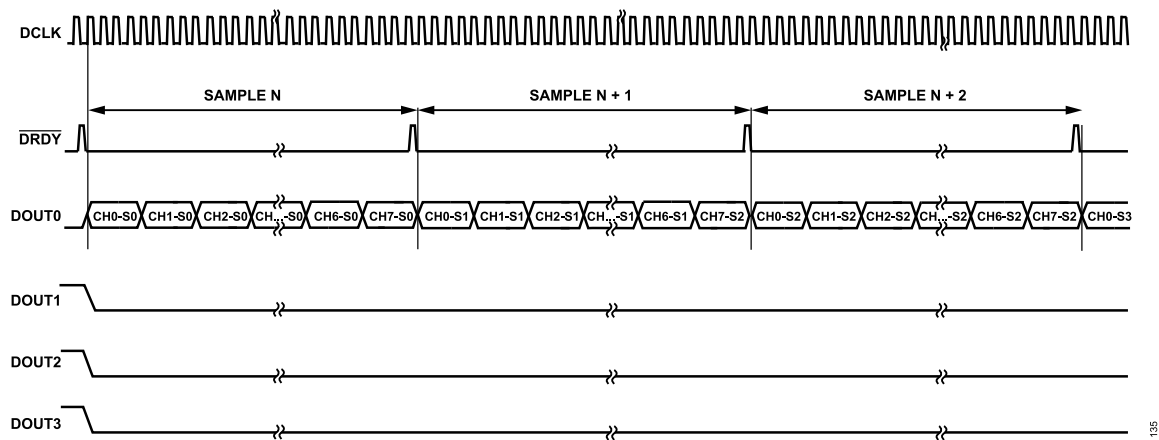 DCLK
SAMPLE N
SAMPLE N + 1
SAMPLE N + 2
DRDY
DOUT0
CH0-S0 CH1-S0 CH2-S0 CH...-S0 CH6-S0 CH7-S0 CH0-S1 CH1-S1 CH2-S1 CH...-S1 CH6-S1 CH7-S2 CH0-S2 CH1-S2 CH2-S2 CH...-S2 CH6-S2 CH7-S2 CH0-S3
DOUT1
DOUT2
DOUT3
135